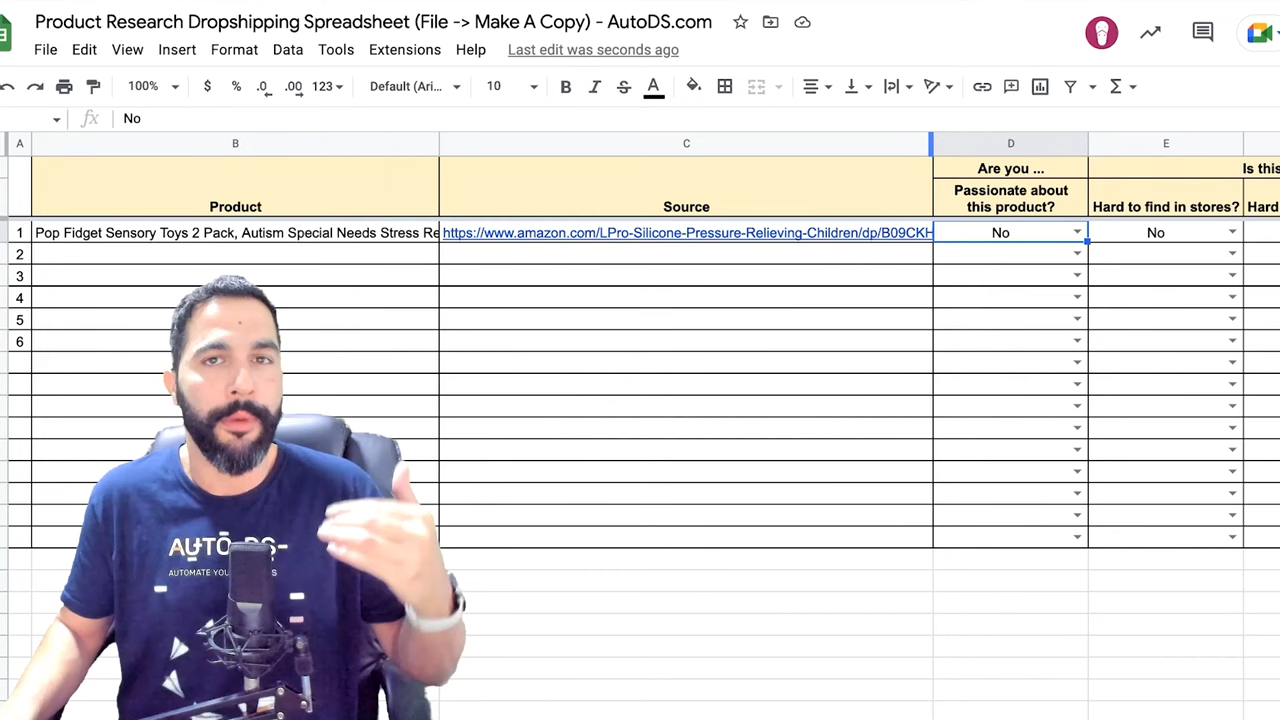 Product Research Dropshipping Spreadsheet (File -> Make A Copy) - AutoDS.com
File Edit View Insert Format Data Tools Extensions Help Last edit was seconds ago
100% $ % .0 .00 123 Default (Ari... 10 B I S A
fx No
A B C D E
Are you ... Is this
Product Source Passionate about this product? Hard to find in stores? Hard
1 Pop Fidget Sensory Toys 2 Pack, Autism Special Needs Stress Re https://www.amazon.com/LPro-Silicone-Pressure-Relieving-Children/dp/B09CKH No No
2
3
4
5
6
AUTO-DS-
AUTOMATE YOU